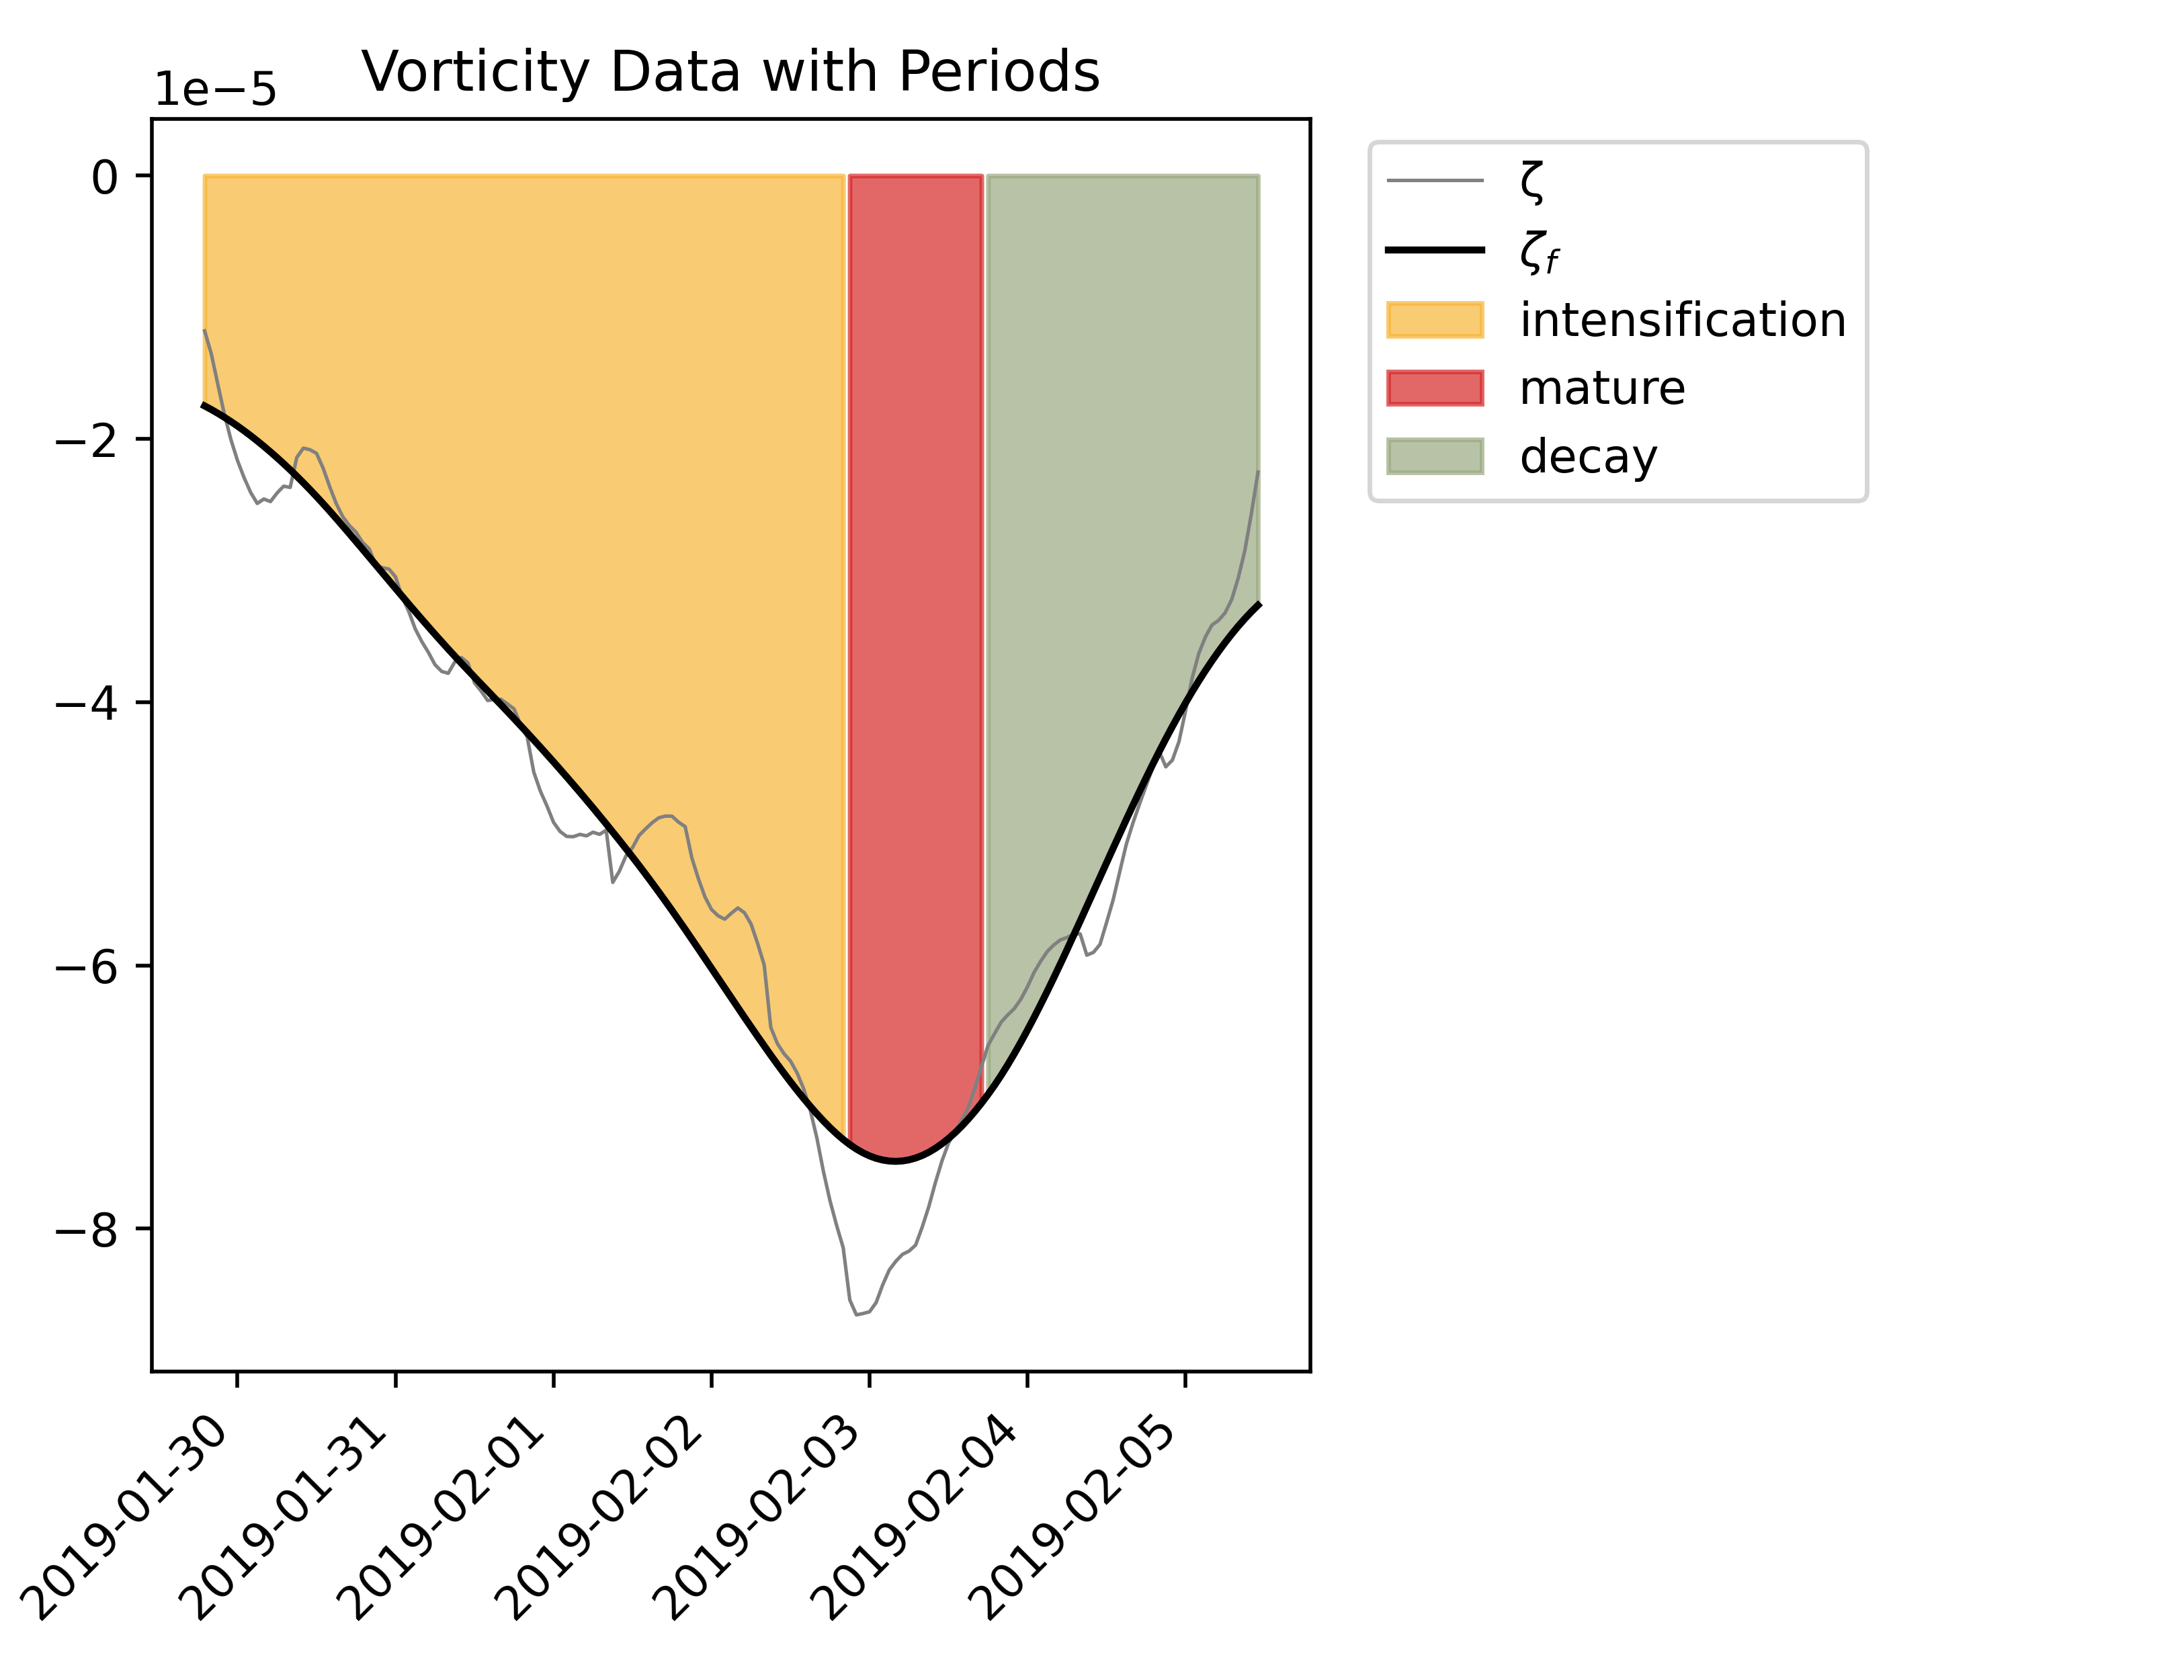 Vorticity Data with Periods
1e−5
0
−2
−4
−6
−8
2019-01-30
2019-01-31
2019-02-01
2019-02-02
2019-02-03
2019-02-04
2019-02-05
ζ
ζf
intensification
mature
decay